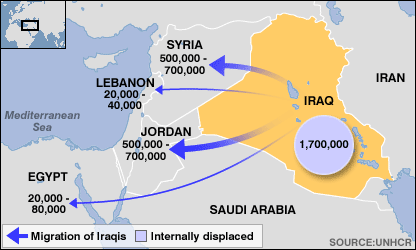 SYRIA
500,000 -
700,000
LEBANON
20,000 -
40,000
IRAN
IRAQ
Mediterranean
Sea
JORDAN
500,000 -
700,000
1,700,000
EGYPT
20,000 -
80,000
SAUDI ARABIA
Migration of Iraqis
Internally displaced
SOURCE:UNHCR